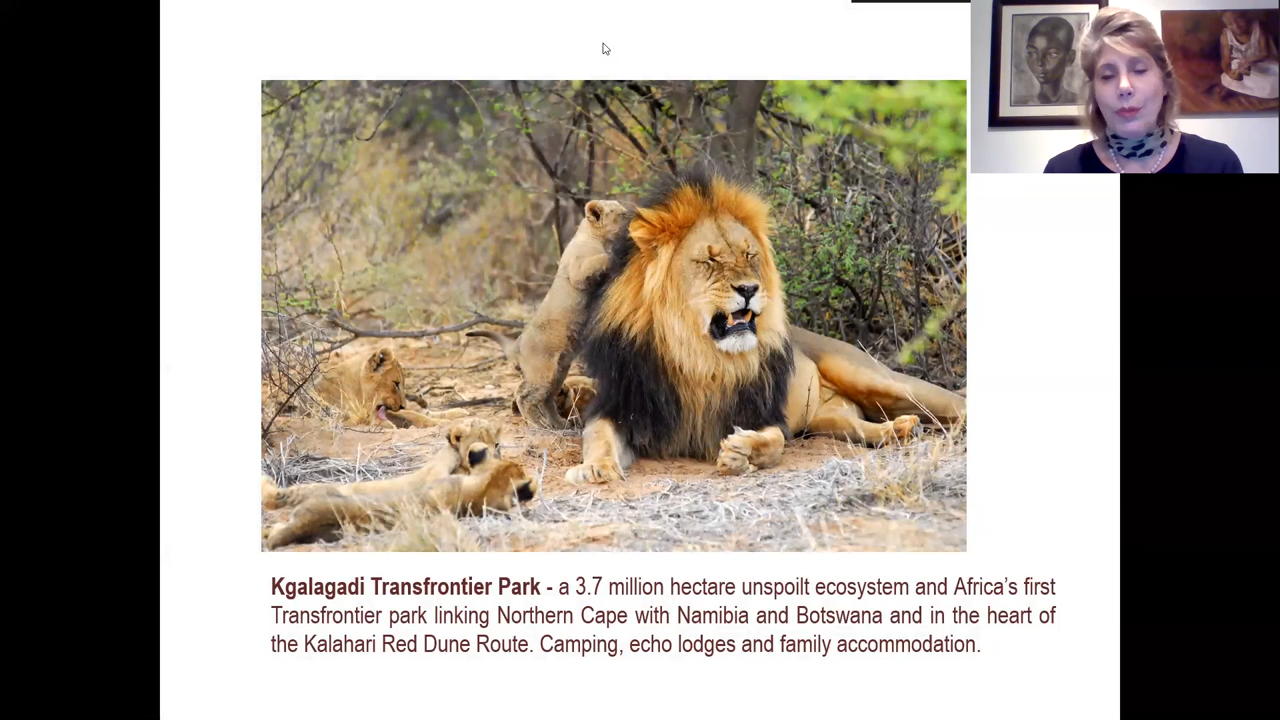 Kgalagadi Transfrontier Park - a 3.7 million hectare unspoilt ecosystem and Africa’s first
Transfrontier park linking Northern Cape with Namibia and Botswana and in the heart of
the Kalahari Red Dune Route. Camping, echo lodges and family accommodation.